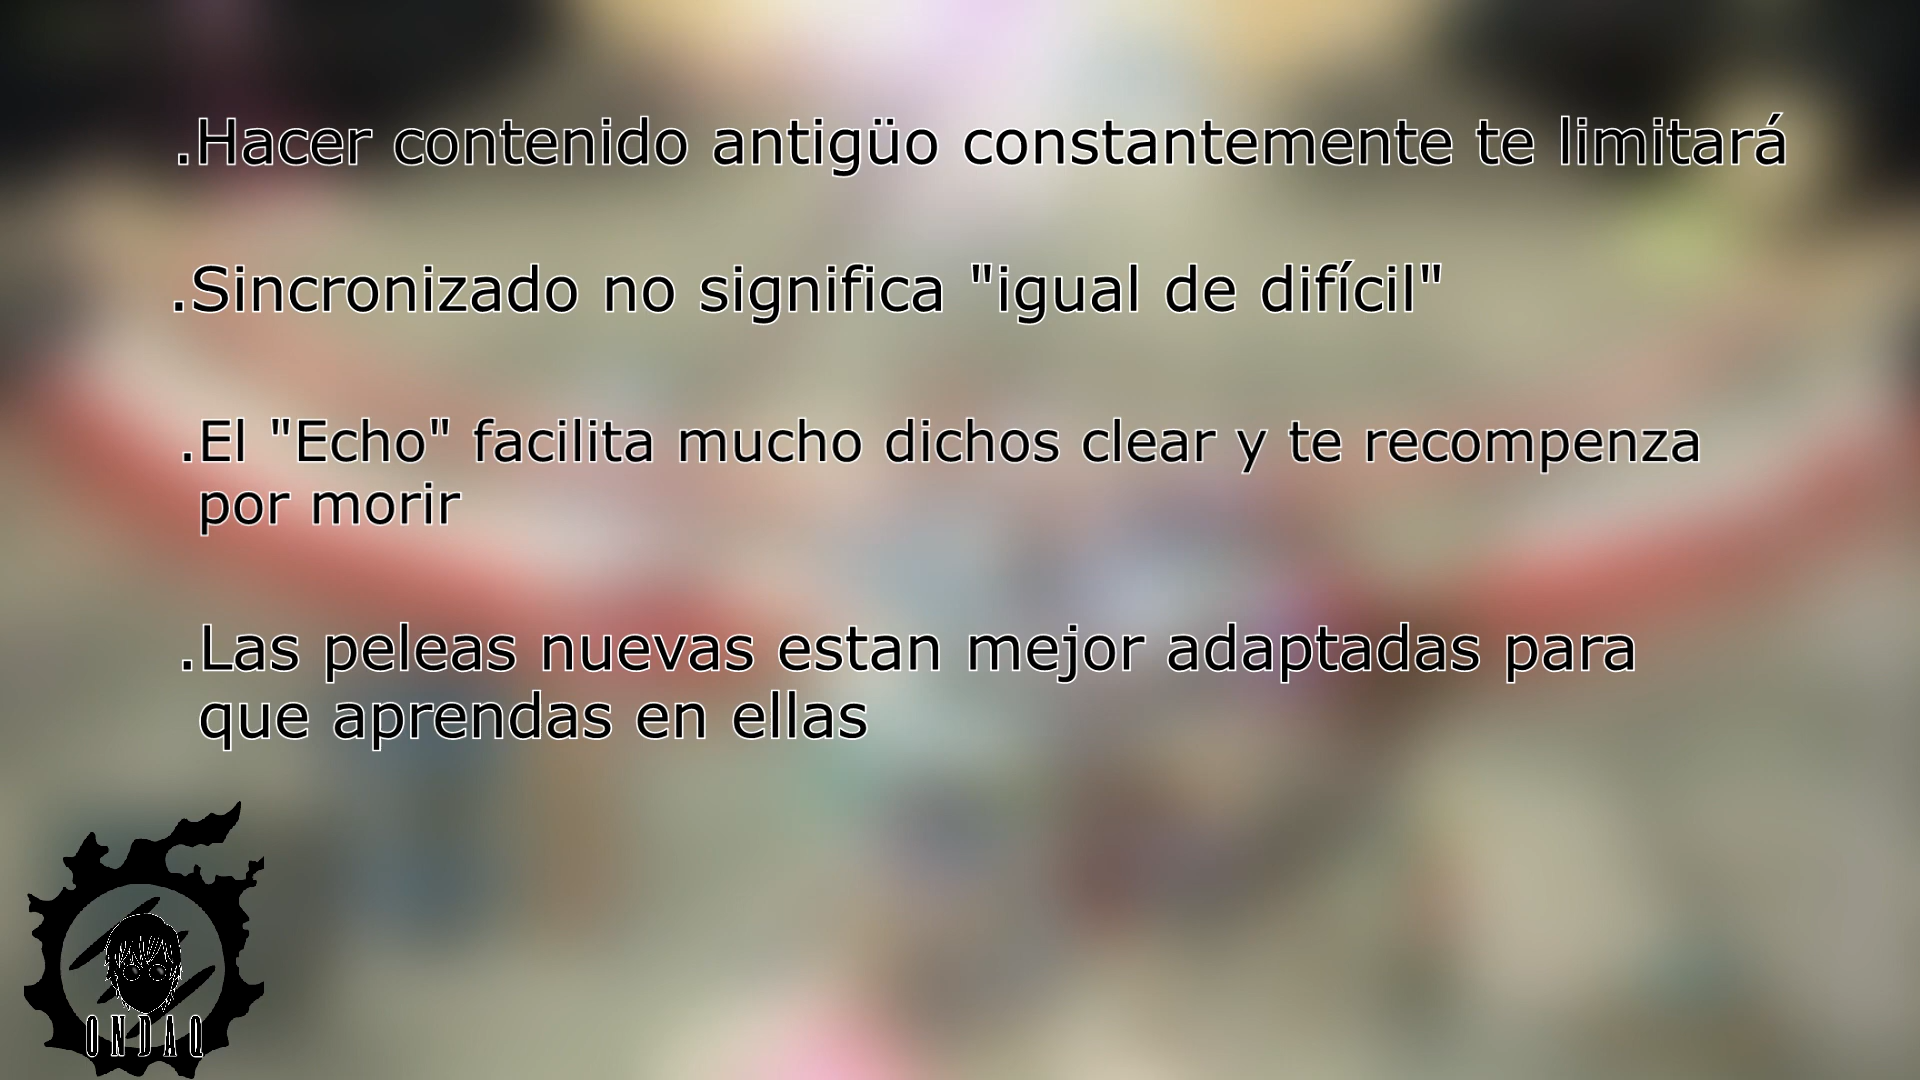 .Hacer contenido antigüo constantemente te limitará
.Sincronizado no significa "igual de difícil"
.El "Echo" facilita mucho dichos clear y te recompenza
por morir
.Las peleas nuevas estan mejor adaptadas para
que aprendas en ellas
ONDAQ